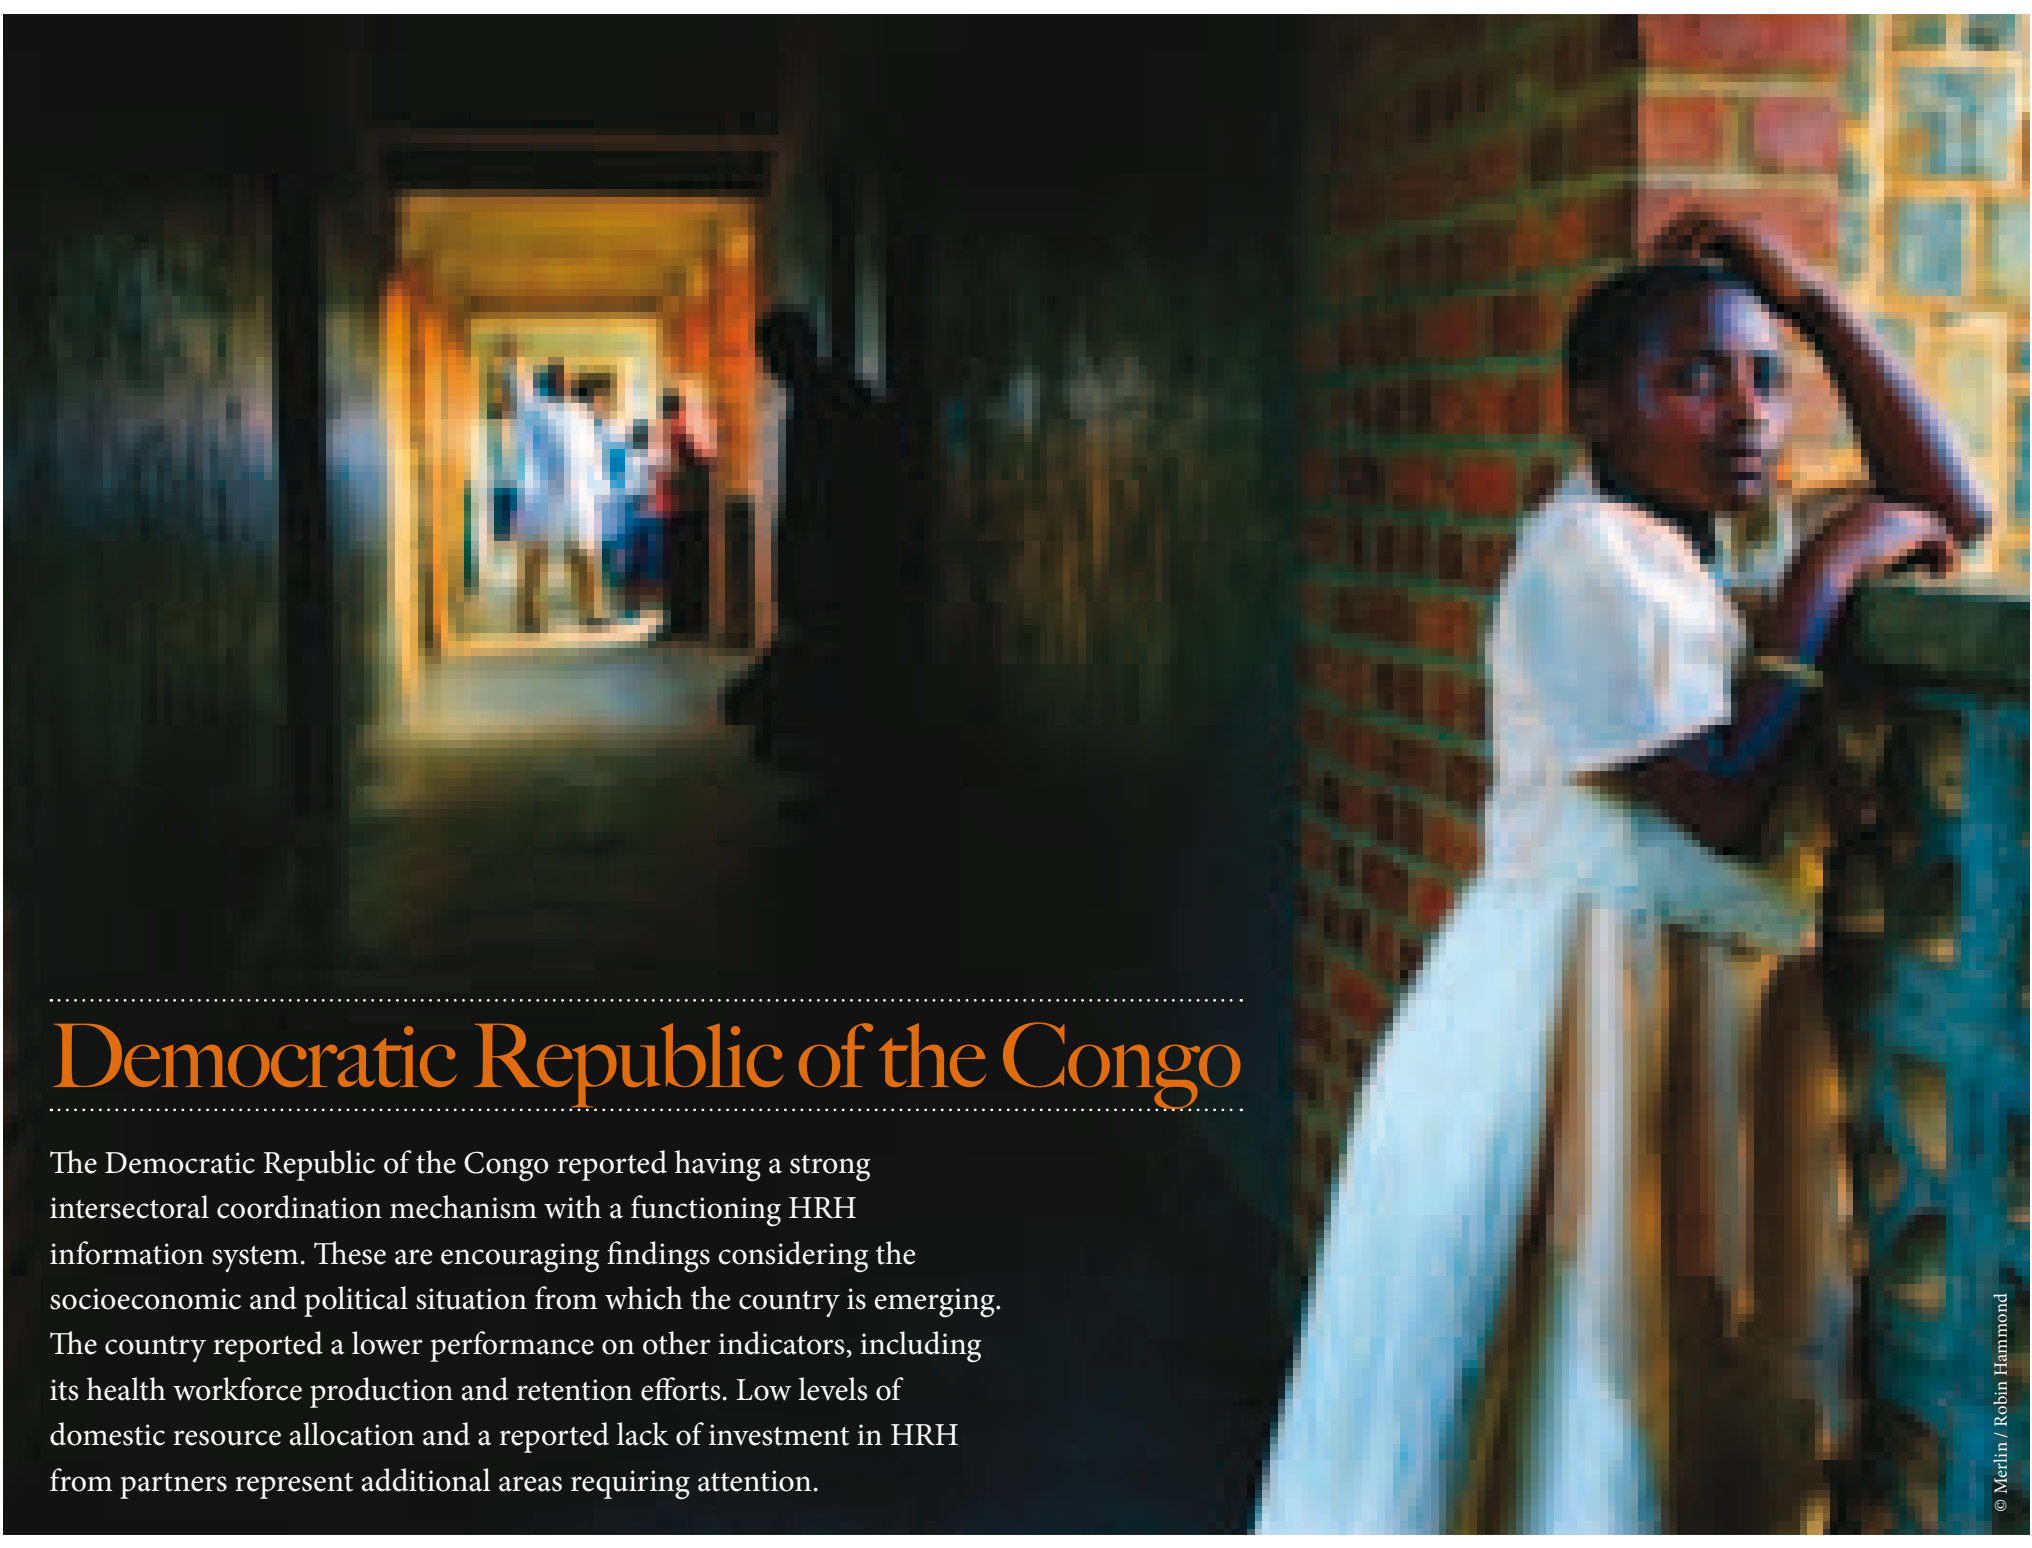 Democratic Republic of the Congo
The Democratic Republic of the Congo reported having a strong
intersectoral coordination mechanism with a functioning HRH
information system. These are encouraging findings considering the
socioeconomic and political situation from which the country is emerging.
The country reported a lower performance on other indicators, including
its health workforce production and retention efforts. Low levels of
domestic resource allocation and a reported lack of investment in HRH
from partners represent additional areas requiring attention.
© Merlin / Robin Hammond